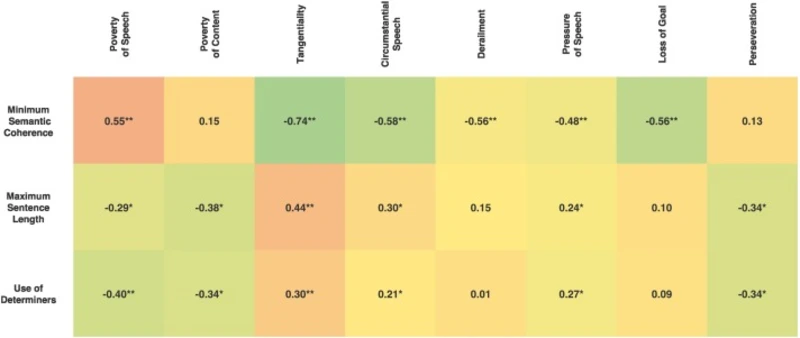 Poverty
of Speech
Poverty
of Content
Tangentiality
Circumstantial
Speech
Derailment
Pressure
of Speech
Loss of Goal
Perseveration
Minimum
Semantic
Coherence
0.55**
0.15
-0.74**
-0.58**
-0.56**
-0.48**
-0.56**
0.13
Maximum
Sentence
Length
-0.29*
-0.38*
0.44**
0.30*
0.15
0.24*
0.10
-0.34*
Use of
Determiners
-0.40**
-0.34*
0.30**
0.21*
0.01
0.27*
0.09
-0.34*